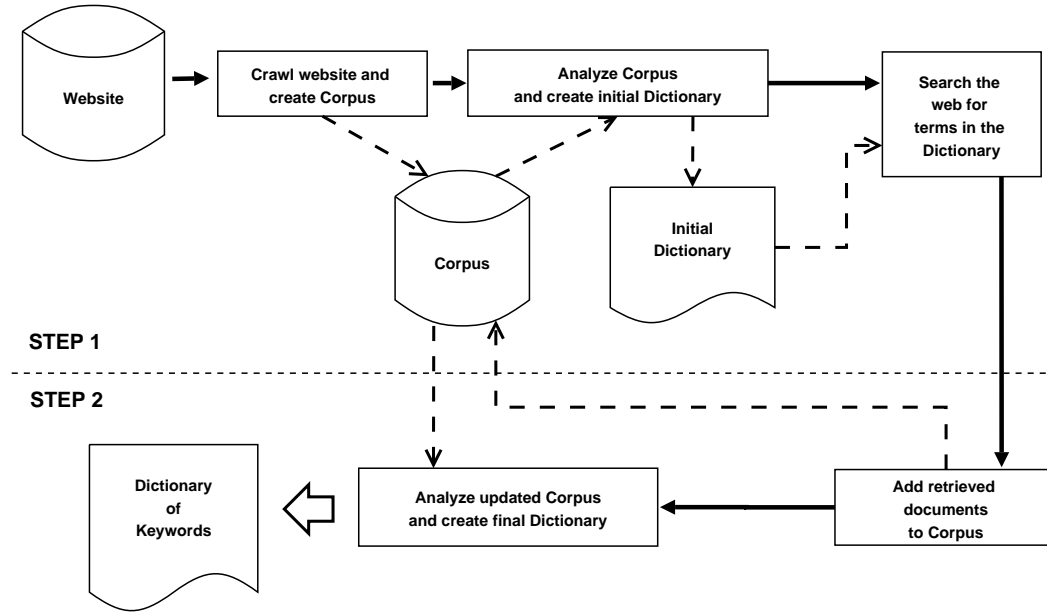 Website
Crawl website and
create Corpus
Analyze Corpus
and create initial Dictionary
Search the
web for
terms in the
Dictionary
Corpus
Initial
Dictionary
STEP 1
STEP 2
Dictionary
of
Keywords
Analyze updated Corpus
and create final Dictionary
Add retrieved
documents
to Corpus